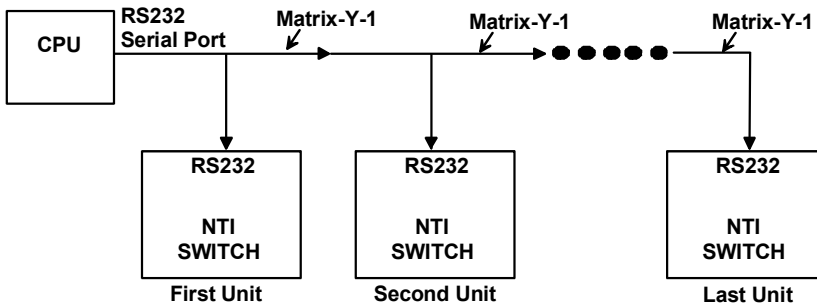 RS232
Serial Port
CPU
Matrix-Y-1
Matrix-Y-1
Matrix-Y-1
RS232
NTI
SWITCH
First Unit
RS232
NTI
SWITCH
Second Unit
RS232
NTI
SWITCH
Last Unit